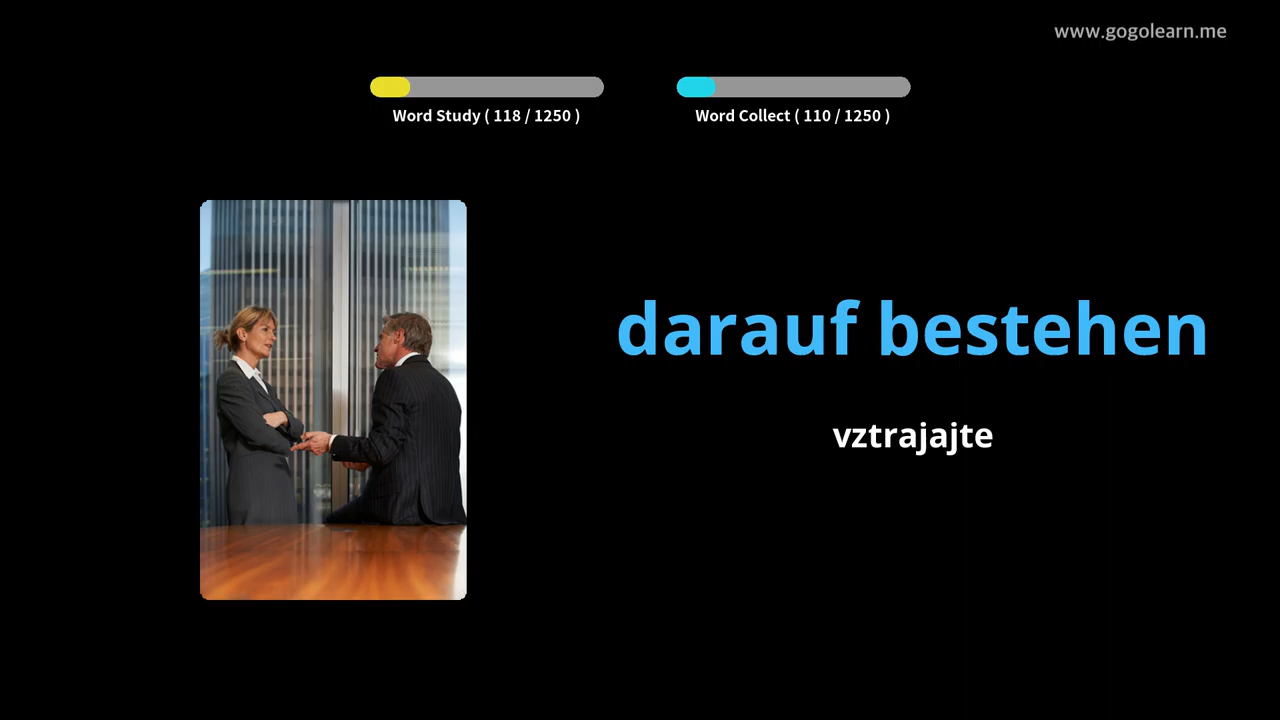 www.gogolearn.me
Word Study ( 118 / 1250 )
Word Collect ( 110 / 1250 )
darauf bestehen
vztrajajte